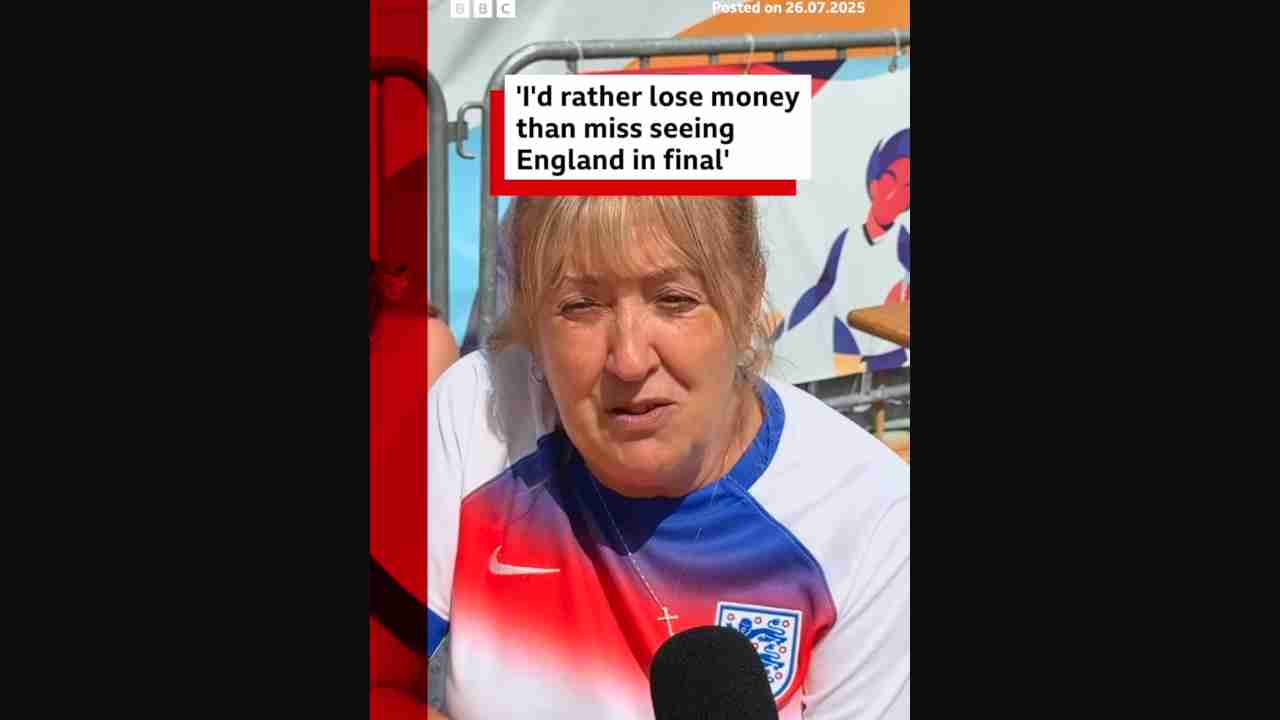 BBC
Posted on 26.07.2025
'I'd rather lose money
than miss seeing
England in final'